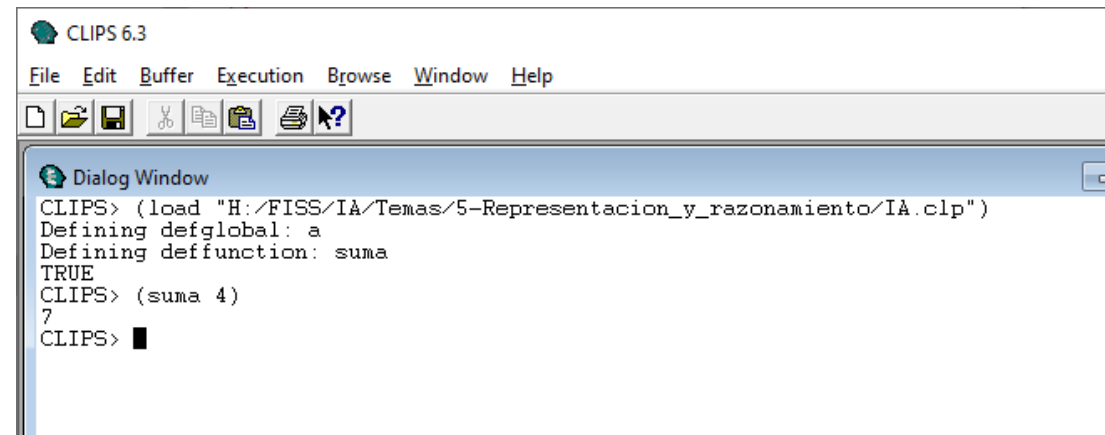 CLIPS 6.3
File Edit Buffer Execution Browse Window Help
Dialog Window
CLIPS> (load "H:/FISS/IA/Temas/5-Representacion_y_razonamiento/IA.clp")
Defining defglobal: a
Defining deffunction: suma
TRUE
CLIPS> (suma 4)
7
CLIPS>